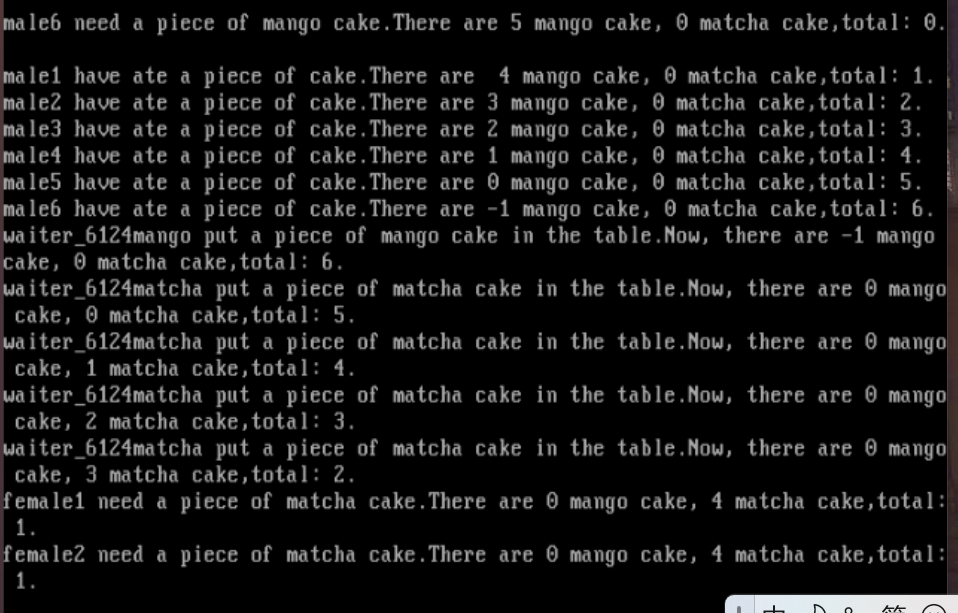 male6 need a piece of mango cake.There are 5 mango cake, 0 matcha cake,total: 0.
male1 have ate a piece of cake.There are  4 mango cake, 0 matcha cake,total: 1.
male2 have ate a piece of cake.There are 3 mango cake, 0 matcha cake,total: 2.
male3 have ate a piece of cake.There are 2 mango cake, 0 matcha cake,total: 3.
male4 have ate a piece of cake.There are 1 mango cake, 0 matcha cake,total: 4.
male5 have ate a piece of cake.There are 0 mango cake, 0 matcha cake,total: 5.
male6 have ate a piece of cake.There are -1 mango cake, 0 matcha cake,total: 6.
waiter_6124mango put a piece of mango cake in the table.Now, there are -1 mango
cake, 0 matcha cake,total: 6.
waiter_6124matcha put a piece of matcha cake in the table.Now, there are 0 mango
cake, 0 matcha cake,total: 5.
waiter_6124matcha put a piece of matcha cake in the table.Now, there are 0 mango
cake, 1 matcha cake,total: 4.
waiter_6124matcha put a piece of matcha cake in the table.Now, there are 0 mango
cake, 2 matcha cake,total: 3.
waiter_6124matcha put a piece of matcha cake in the table.Now, there are 0 mango
cake, 3 matcha cake,total: 2.
female1 need a piece of matcha cake.There are 0 mango cake, 4 matcha cake,total:
1.
female2 need a piece of matcha cake.There are 0 mango cake, 4 matcha cake,total:
1.